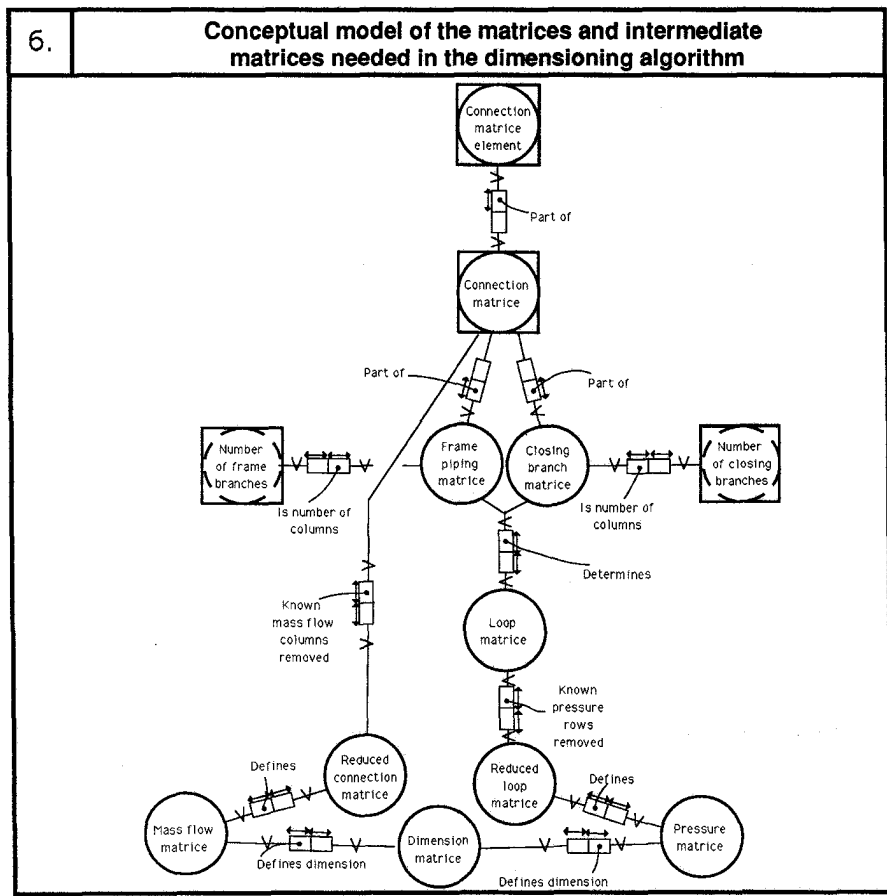 6.
Conceptual model of the matrices and intermediate
matrices needed in the dimensioning algorithm
Connection
matrice
element
Part of
Connection
matrice
Part of
Part of
Number
of frame
branches
Is number of
columns
Frame
piping
matrice
Closing
branch
matrice
Is number of
columns
Number
of closing
branches
Determines
Known
mass flow
columns
removed
Loop
matrice
Known
pressure
rows
removed
Defines
Reduced
connection
matrice
Reduced
loop
matrice
Defines
Mass flow
matrice
Defines dimension
Dimension
matrice
Defines dimension
Pressure
matrice